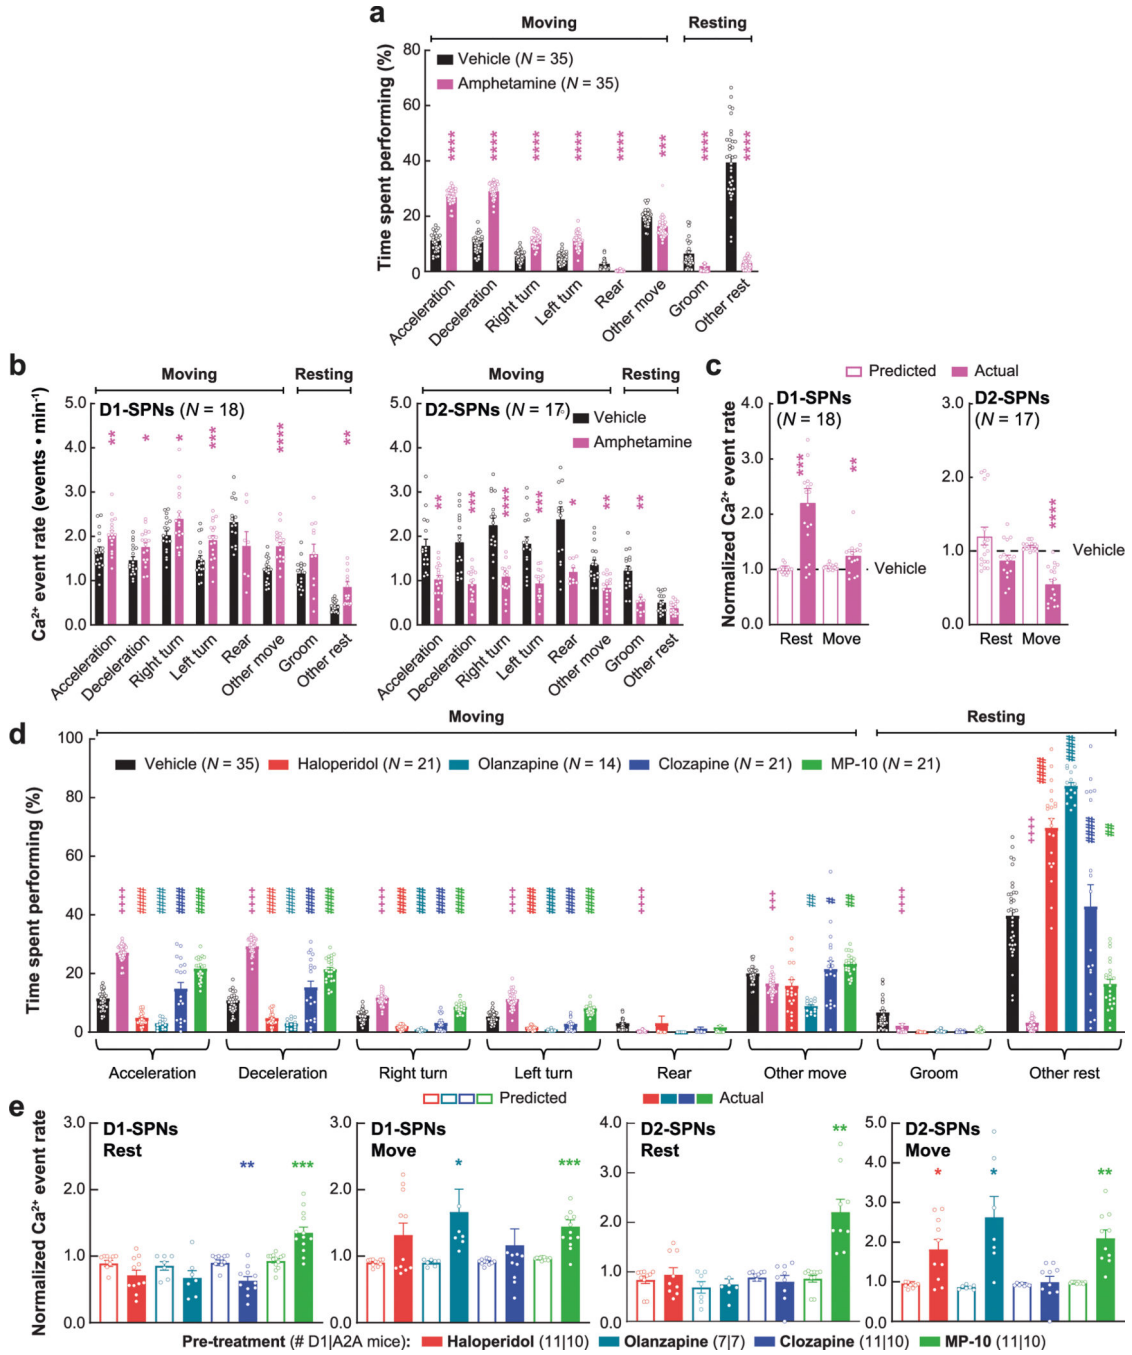 a
Moving
Resting
Time spent performing (%)
80
60
40
20
0
Vehicle (N = 35)
Amphetamine (N = 35)
****
****
****
****
****
***
****
****
Acceleration
Deceleration
Right turn
Left turn
Rear
Other move
Groom
Other rest
b
Moving
Resting
D1-SPNs (N = 18)
Ca²⁺ event rate (events • min⁻¹)
5.0
4.0
3.0
2.0
1.0
0.0
**
*
*
***
****
**
Acceleration
Deceleration
Right turn
Left turn
Rear
Other move
Groom
Other rest
Moving
Resting
D2-SPNs (N = 17)
Vehicle
Amphetamine
5.0
4.0
3.0
2.0
1.0
0.0
**
***
****
***
*
**
**
Acceleration
Deceleration
Right turn
Left turn
Rear
Other move
Groom
Other rest
c
Predicted
Actual
D1-SPNs
(N = 18)
Normalized Ca²⁺ event rate
4.0
3.0
2.0
1.0
0.0
***
**
Vehicle
Rest
Move
D2-SPNs
(N = 17)
3.0
2.0
1.0
0.0
****
Vehicle
Rest
Move
d
Moving
Resting
Time spent performing (%)
100
80
60
40
20
0
Vehicle (N = 35)
Haloperidol (N = 21)
Olanzapine (N = 14)
Clozapine (N = 21)
MP-10 (N = 21)
++++
####
####
####
####
++++
####
####
####
####
++++
####
####
####
####
++++
####
####
####
####
++++
+++
##
#
##
++++
++++
####
####
####
##
Acceleration
Deceleration
Right turn
Left turn
Rear
Other move
Groom
Other rest
e
Predicted
Actual
Normalized Ca²⁺ event rate
D1-SPNs
Rest
3.0
2.0
1.0
0.0
**
***
D1-SPNs
Move
3.0
2.0
1.0
0.0
*
***
D2-SPNs
Rest
4.0
3.0
2.0
1.0
0.0
**
D2-SPNs
Move
5.0
4.0
3.0
2.0
1.0
0.0
*
*
**
Pre-treatment (# D1|A2A mice): Haloperidol (11|10) Olanzapine (7|7) Clozapine (11|10) MP-10 (11|10)